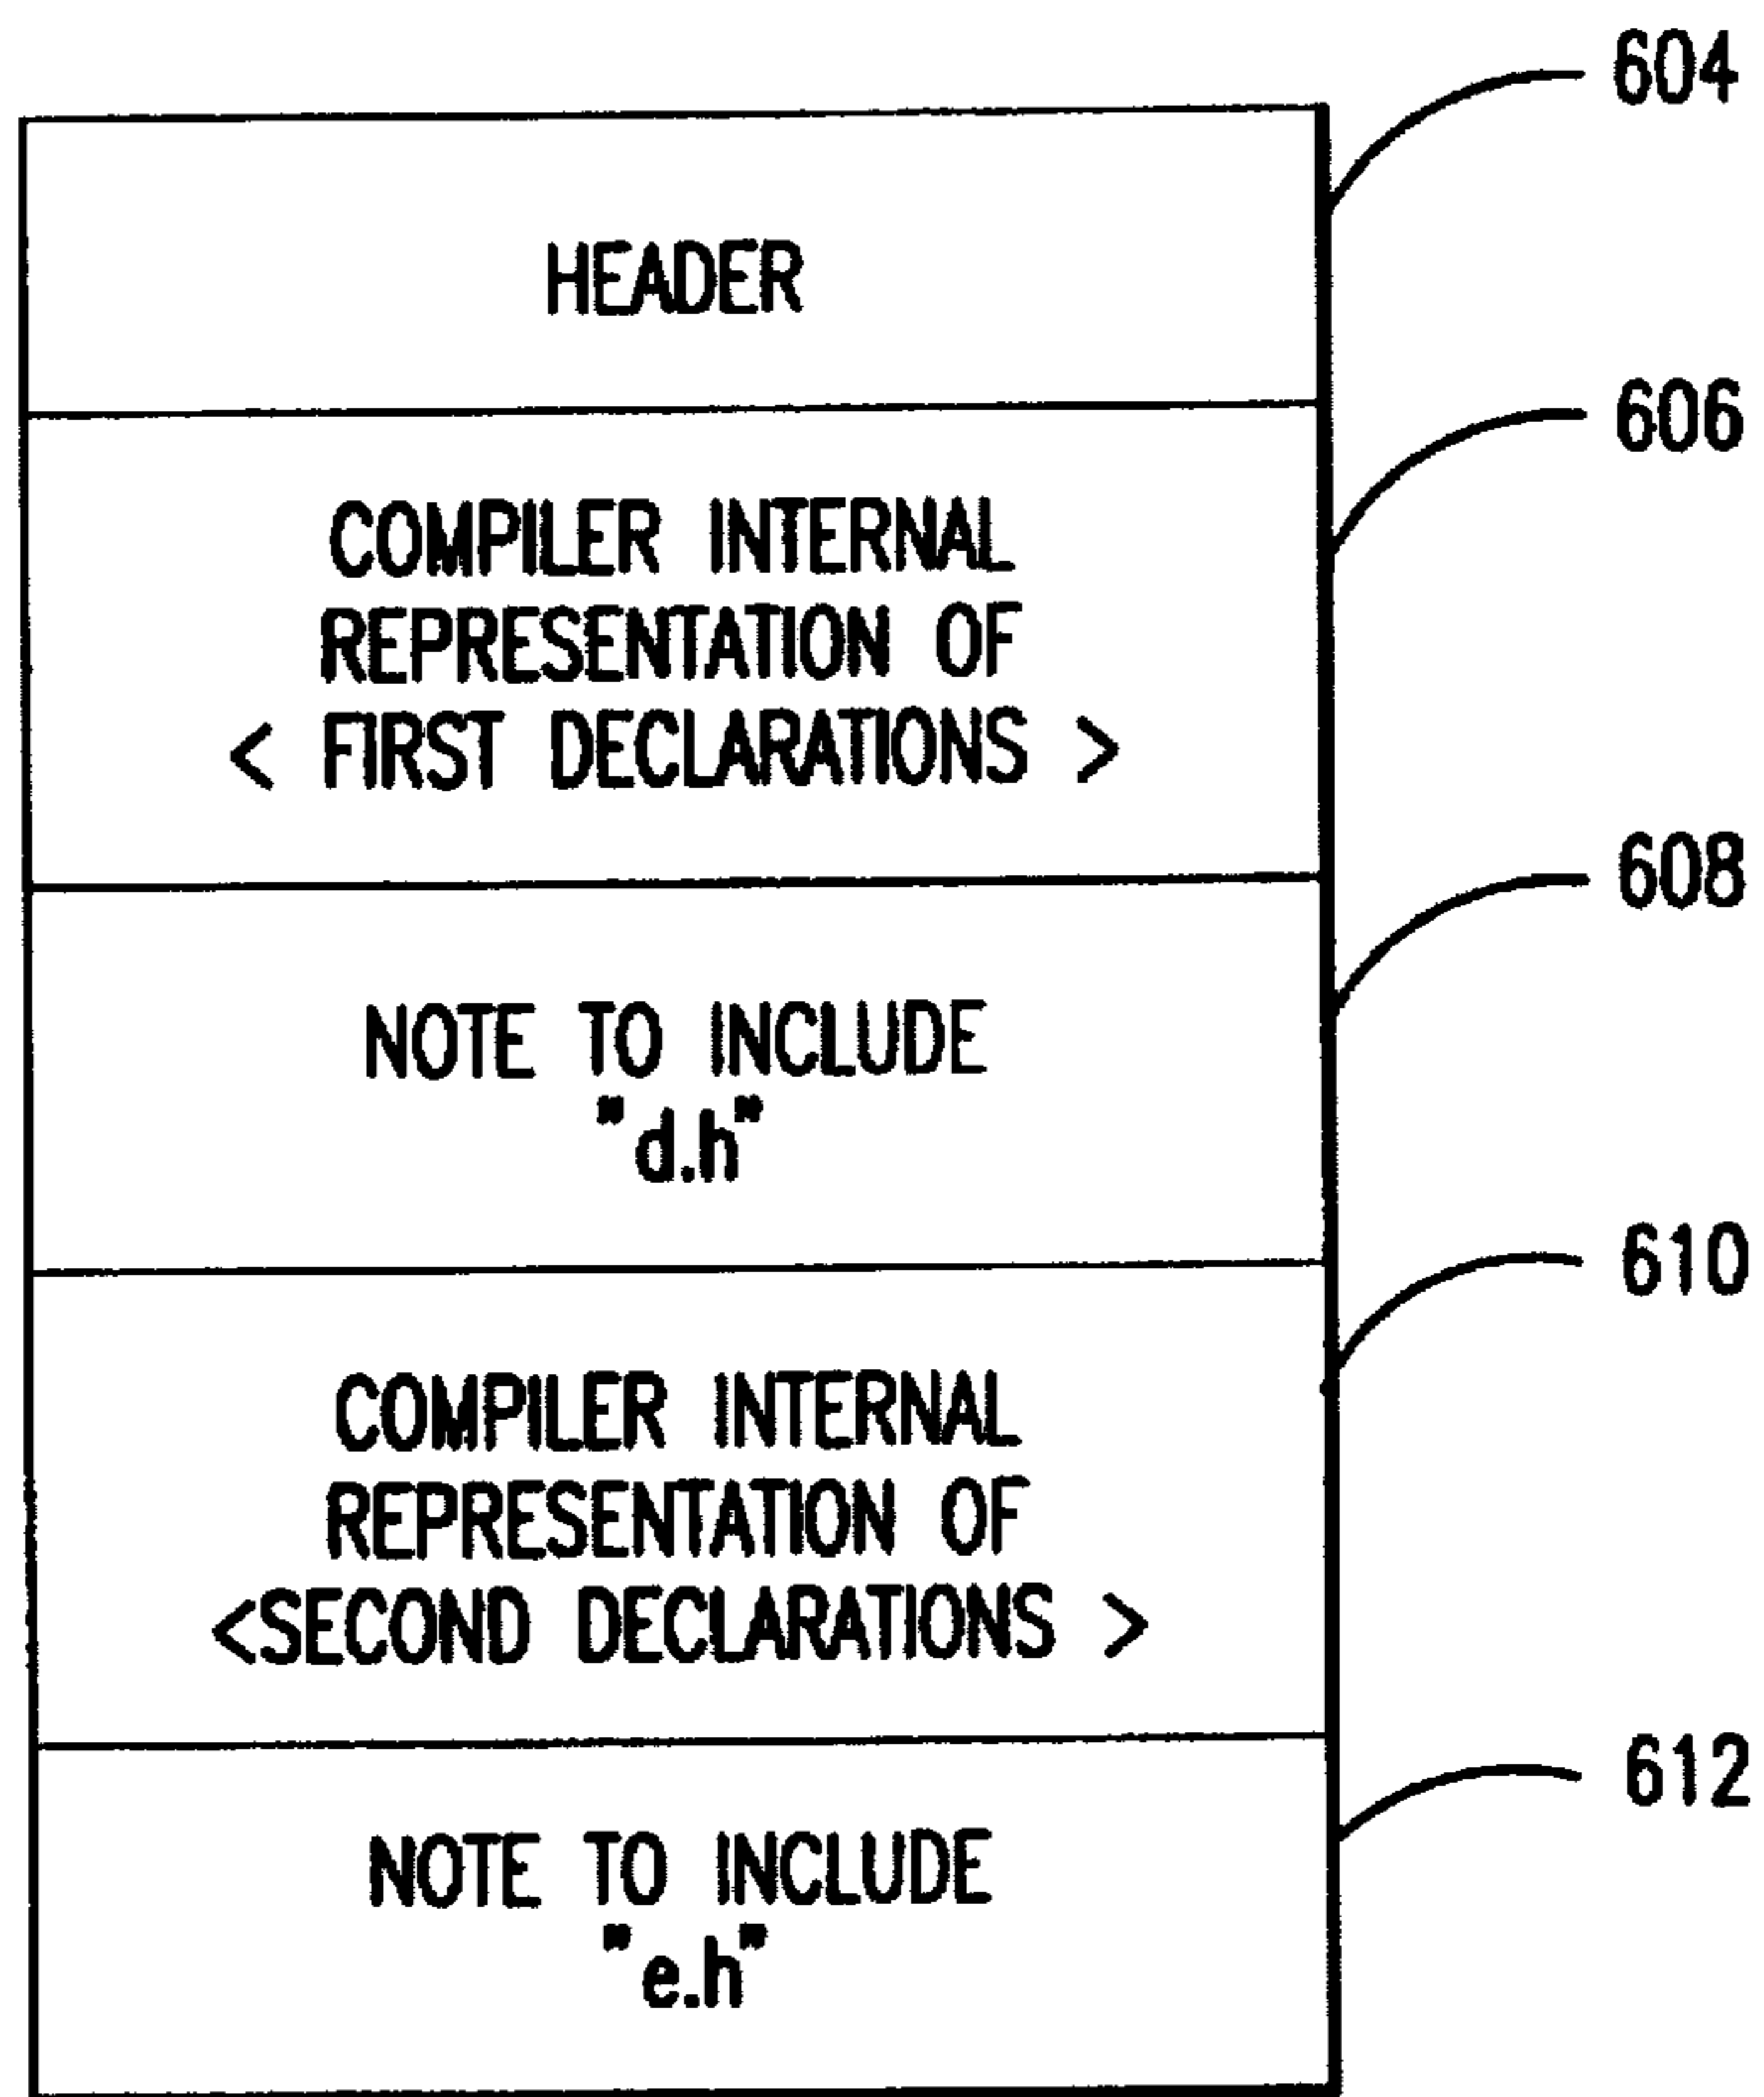 604
HEADER
606
COMPILER INTERNAL
REPRESENTATION OF
< FIRST DECLARATIONS >
608
NOTE TO INCLUDE
"d.h"
610
COMPILER INTERNAL
REPRESENTATION OF
<SECOND DECLARATIONS >
612
NOTE TO INCLUDE
"e.h"